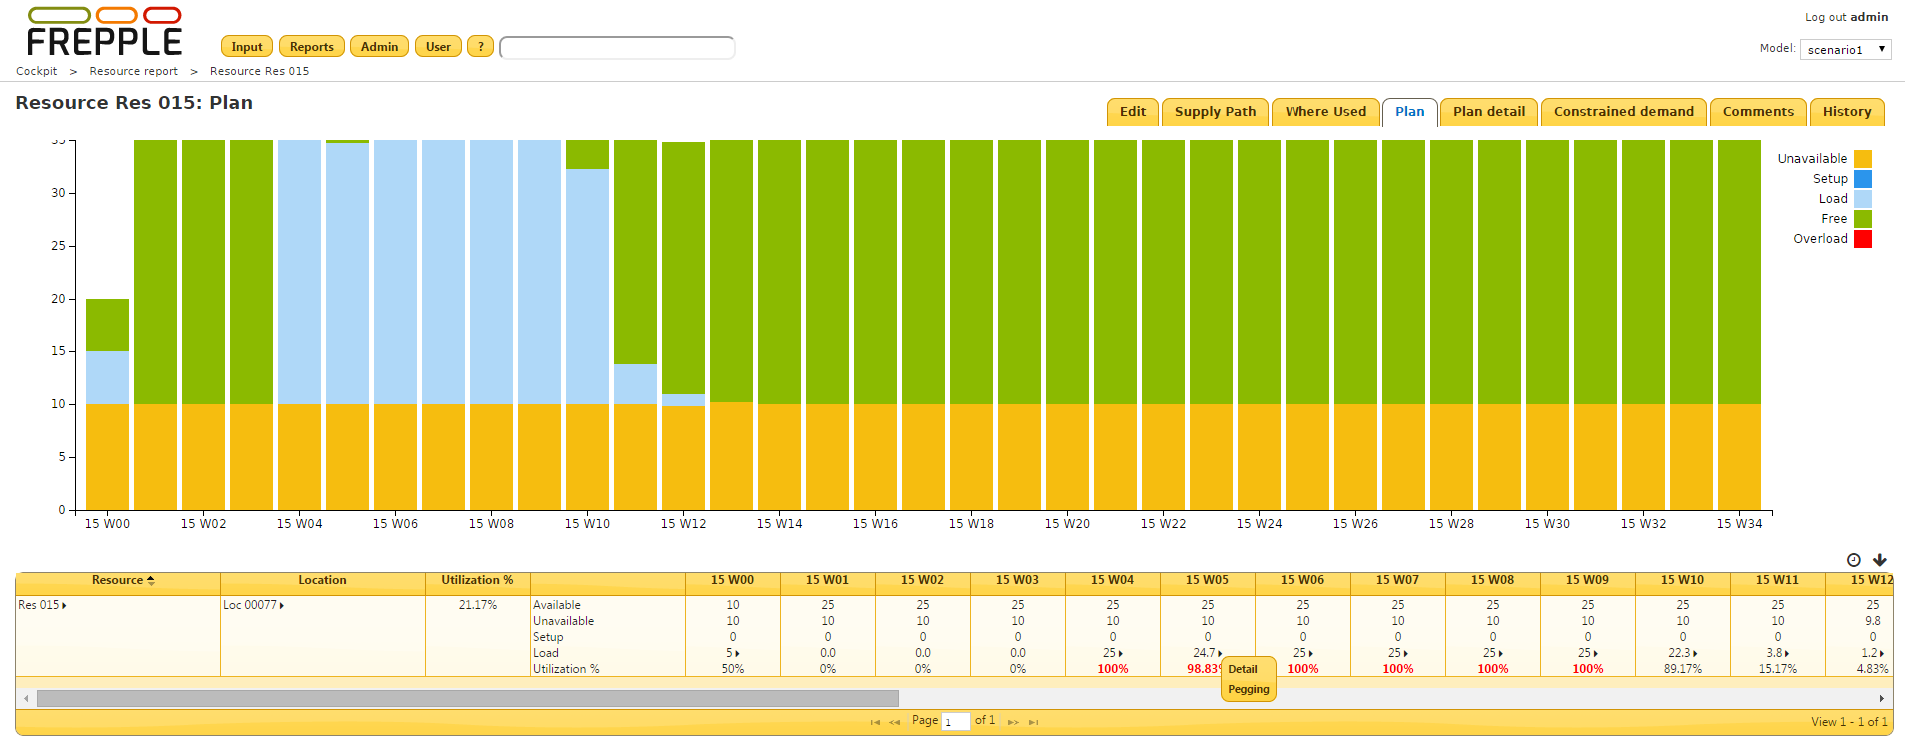 FREPPLE
Input Reports Admin User ?
Log out admin
Model: scenario1
Cockpit > Resource report > Resource Res 015
Resource Res 015: Plan
Edit Supply Path Where Used Plan Plan detail Constrained demand Comments History
35
30
25
20
15
10
5
0
15 W00 15 W02 15 W04 15 W06 15 W08 15 W10 15 W12 15 W14 15 W16 15 W18 15 W20 15 W22 15 W24 15 W26 15 W28 15 W30 15 W32 15 W34
Unavailable
Setup
Load
Free
Overload
Resource Location Utilization % 15 W00 15 W01 15 W02 15 W03 15 W04 15 W05 15 W06 15 W07 15 W08 15 W09 15 W10 15 W11 15 W12
Res 015 Loc 00077 21.17% Available 10 25 25 25 25 25 25 25 25 25 25 25 25
Unavailable 10 10 10 10 10 10 10 10 10 10 10 10 9.8
Setup 0 0 0 0 0 0 0 0 0 0 0 0 0
Load 5 0.0 0.0 0.0 25 24.7 25 25 25 25 22.3 3.8 1.2
Utilization % 50% 0% 0% 0% 100% 98.83% 100% 100% 100% 100% 89.17% 15.17% 4.83%
Detail
Pegging
Page 1 of 1
View 1 - 1 of 1